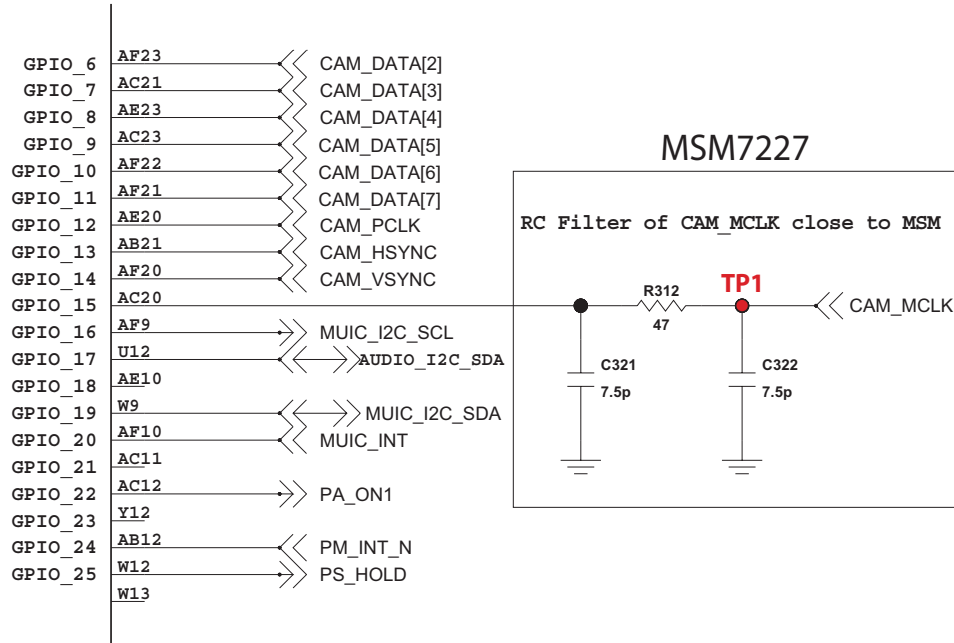 GPIO_6 AF23 CAM_DATA[2]
GPIO_7 AC21 CAM_DATA[3]
GPIO_8 AE23 CAM_DATA[4]
GPIO_9 AC23 CAM_DATA[5]
GPIO_10 AF22 CAM_DATA[6]
GPIO_11 AF21 CAM_DATA[7]
GPIO_12 AE20 CAM_PCLK
GPIO_13 AB21 CAM_HSYNC
GPIO_14 AF20 CAM_VSYNC
GPIO_15 AC20
GPIO_16 AF9 MUIC_I2C_SCL
GPIO_17 U12 AUDIO_I2C_SDA
GPIO_18 AE10
GPIO_19 W9 MUIC_I2C_SDA
GPIO_20 AF10 MUIC_INT
GPIO_21 AC11
GPIO_22 AC12 PA_ON1
GPIO_23 Y12
GPIO_24 AB12 PM_INT_N
GPIO_25 W12 PS_HOLD
W13
MSM7227
RC Filter of CAM_MCLK close to MSM
TP1
R312
47
CAM_MCLK
C321
7.5p
C322
7.5p